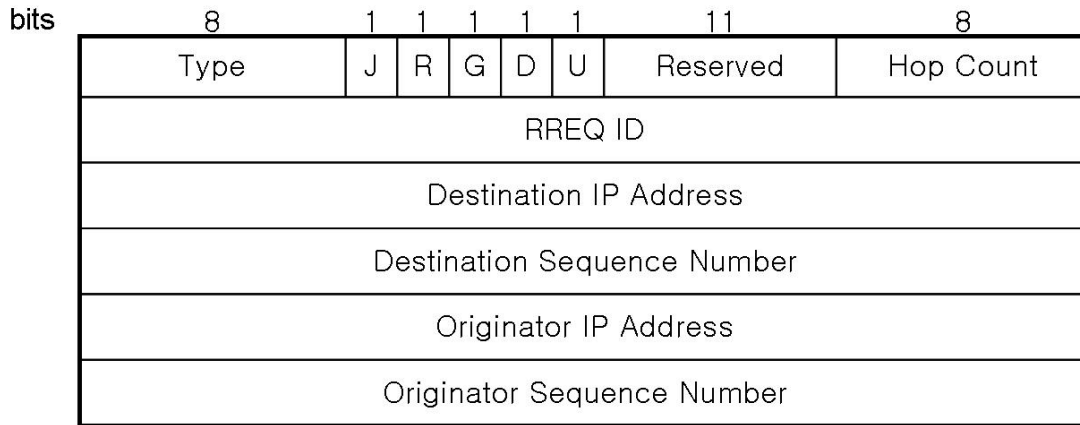 bits 8 1 1 1 1 1 11 8
Type J R G D U Reserved Hop Count
RREQ ID
Destination IP Address
Destination Sequence Number
Originator IP Address
Originator Sequence Number